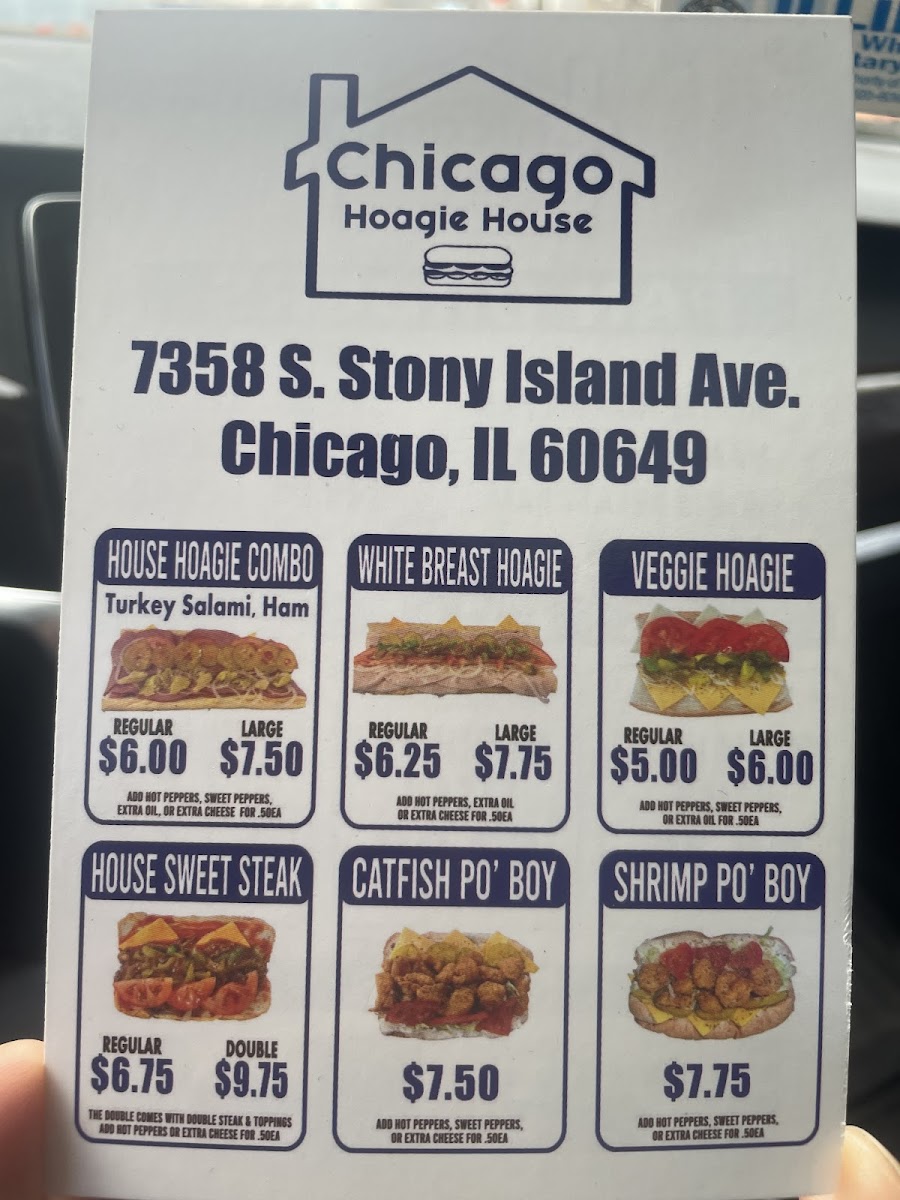 Chicago
Hoagie House
7358 S. Stony Island Ave.
Chicago, IL 60649
HOUSE HOAGIE COMBO
Turkey Salami, Ham
REGULAR LARGE
$6.00 $7.50
ADD HOT PEPPERS, SWEET PEPPERS,
EXTRA OIL, OR EXTRA CHEESE FOR .50EA
WHITE BREAST HOAGIE
REGULAR LARGE
$6.25 $7.75
ADD HOT PEPPERS, EXTRA OIL
OR EXTRA CHEESE FOR .50EA
VEGGIE HOAGIE
REGULAR LARGE
$5.00 $6.00
ADD HOT PEPPERS, SWEET PEPPERS,
OR EXTRA OIL FOR .50EA
HOUSE SWEET STEAK
REGULAR DOUBLE
$6.75 $9.75
THE DOUBLE COMES WITH DOUBLE STEAK & TOPPINGS
ADD HOT PEPPERS OR EXTRA CHEESE FOR .50EA
CATFISH PO' BOY
$7.50
ADD HOT PEPPERS, SWEET PEPPERS,
OR EXTRA CHEESE FOR .50EA
SHRIMP PO' BOY
$7.75
ADD HOT PEPPERS, SWEET PEPPERS,
OR EXTRA CHEESE FOR .50EA